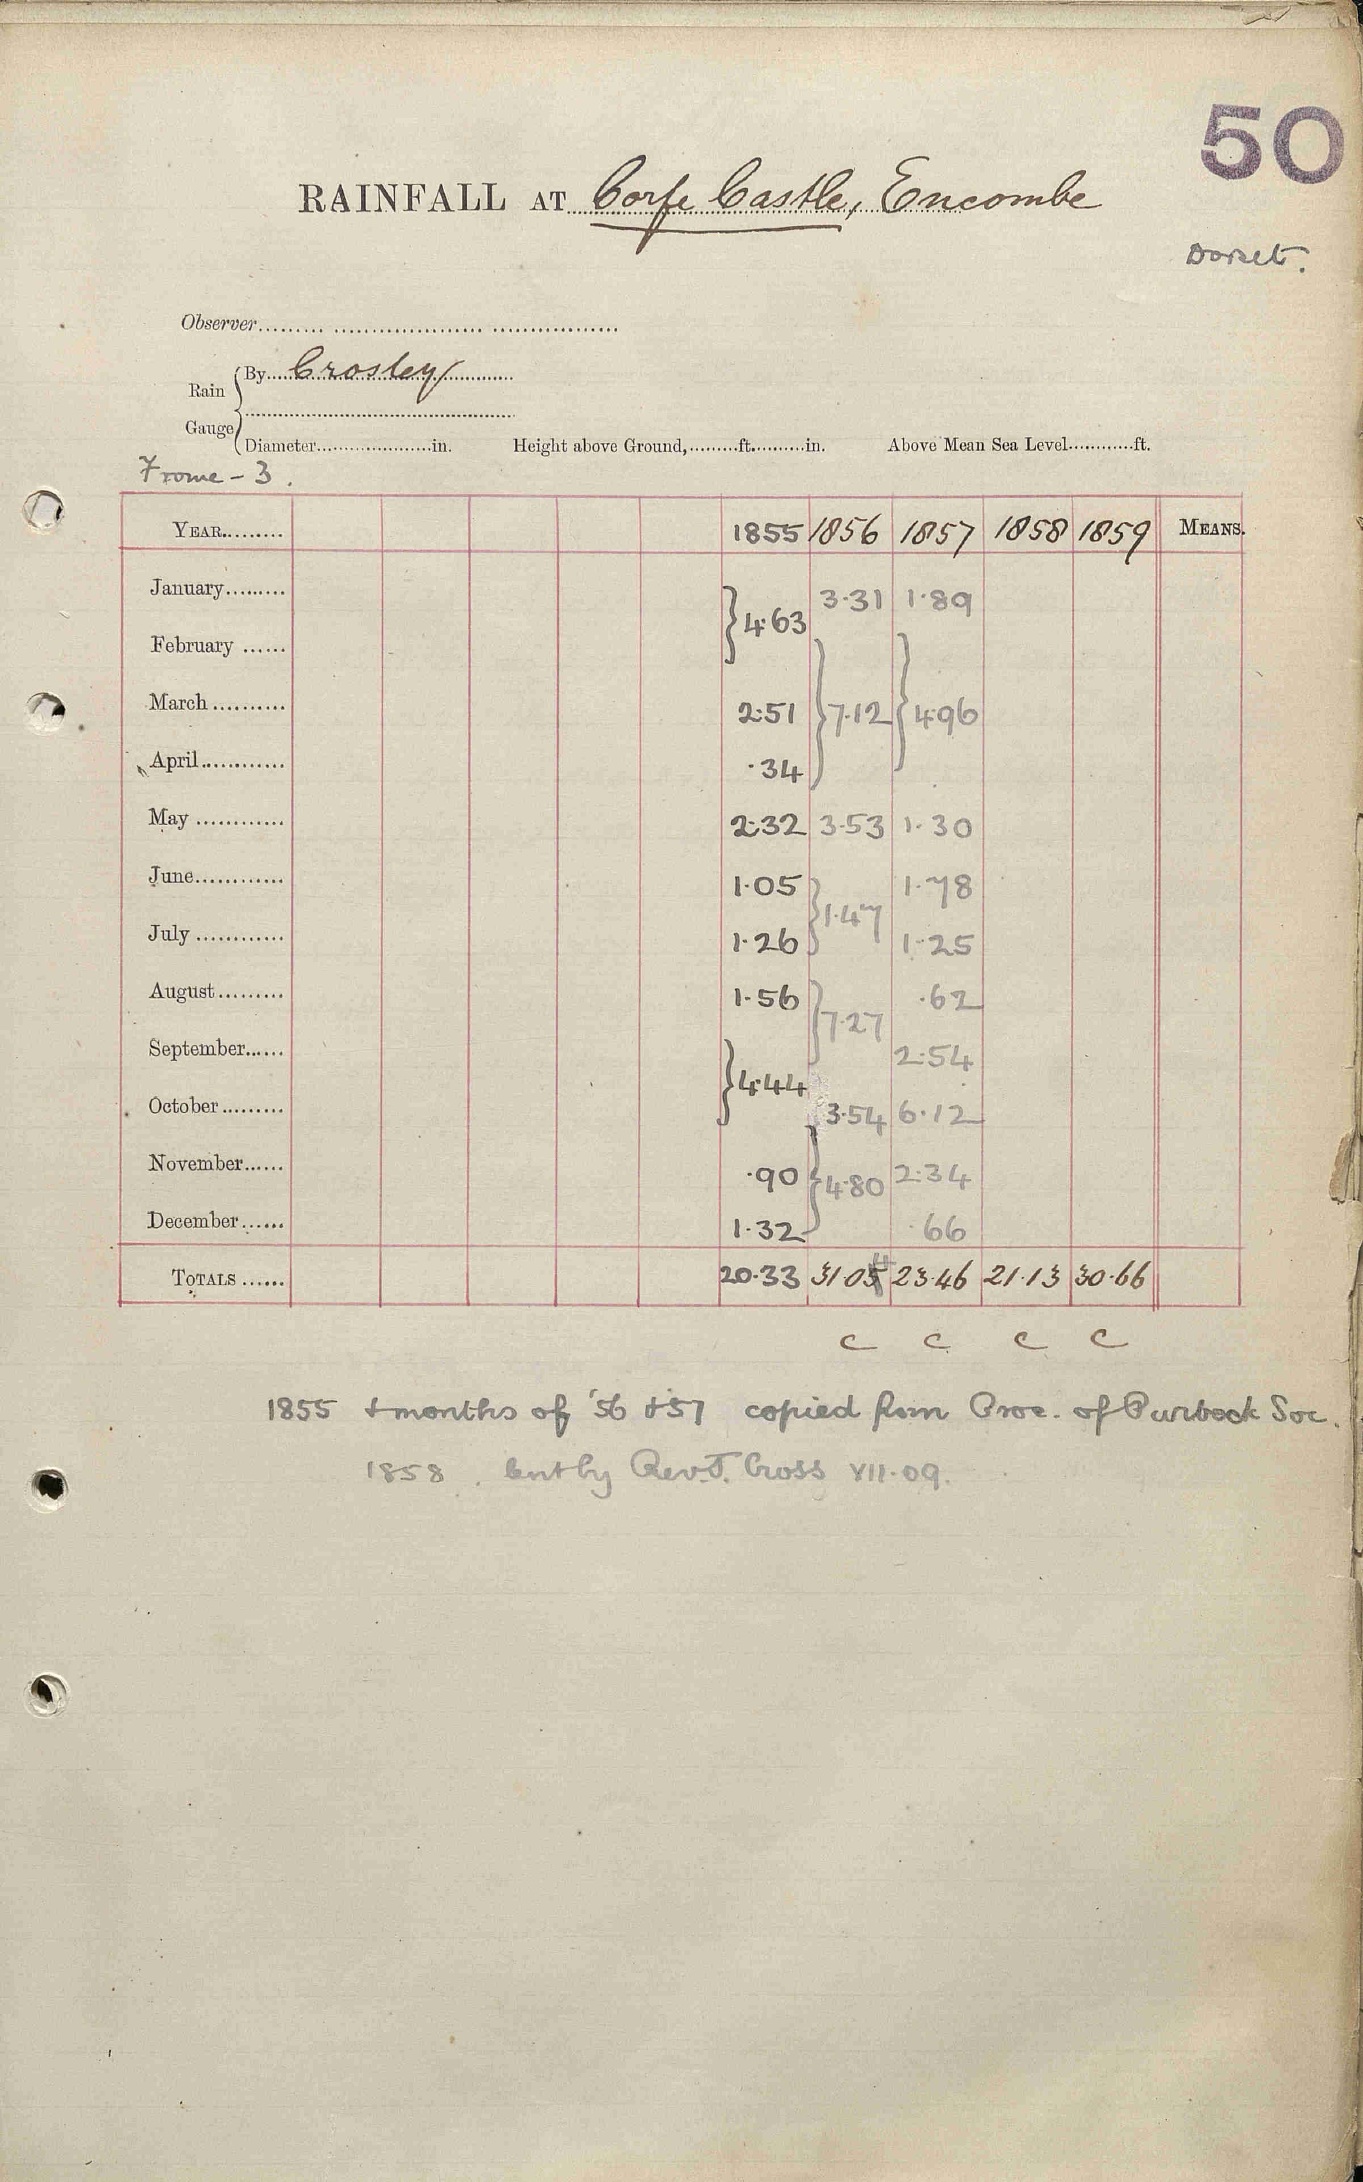 50
RAINFALL AT Corfe Castle, Encombe
Dorset.
Observer
Rain Gauge { By Crosley
Diameter in. Height above Ground, ft. in. Above Mean Sea Level ft.
Frome - 3.
YEAR 1855 1856 1857 1858 1859 MEANS.
January } 4.63 3.31 1.89
February
March 2.51 } 7.12 } 4.96
April .34
May 2.32 3.53 1.30
June 1.05 } 1.47 1.78
July 1.26 1.25
August 1.56 } 7.27 .62
September } 4.44 2.54
October 3.54 6.12
November .90 } 4.80 2.34
December 1.32 .66
TOTALS 20.33 31.05 4 23.46 21.13 30.66
C C C C
1855 & months of '56 & 57 copied from Proc. of Purbeck Soc.
1858. lent by Rev. J. Cross VII.09.